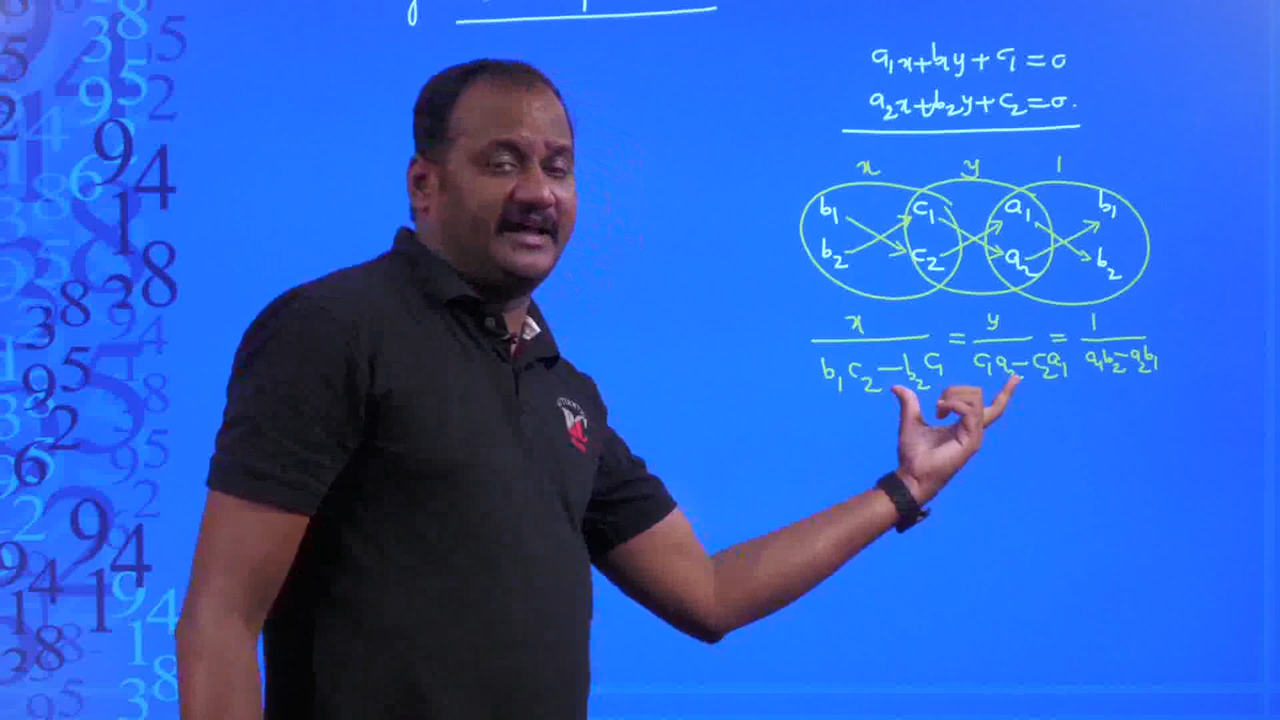 a₁x+b₁y+c₁=0
a₂x+b₂y+c₂=0.
x y 1
b₁ c₁ a₁ b₁
b₂ c₂ a₂ b₂
x/(b₁c₂−b₂c₁) = y/(c₁a₂−c₂a₁) = 1/(a₁b₂−a₂b₁)